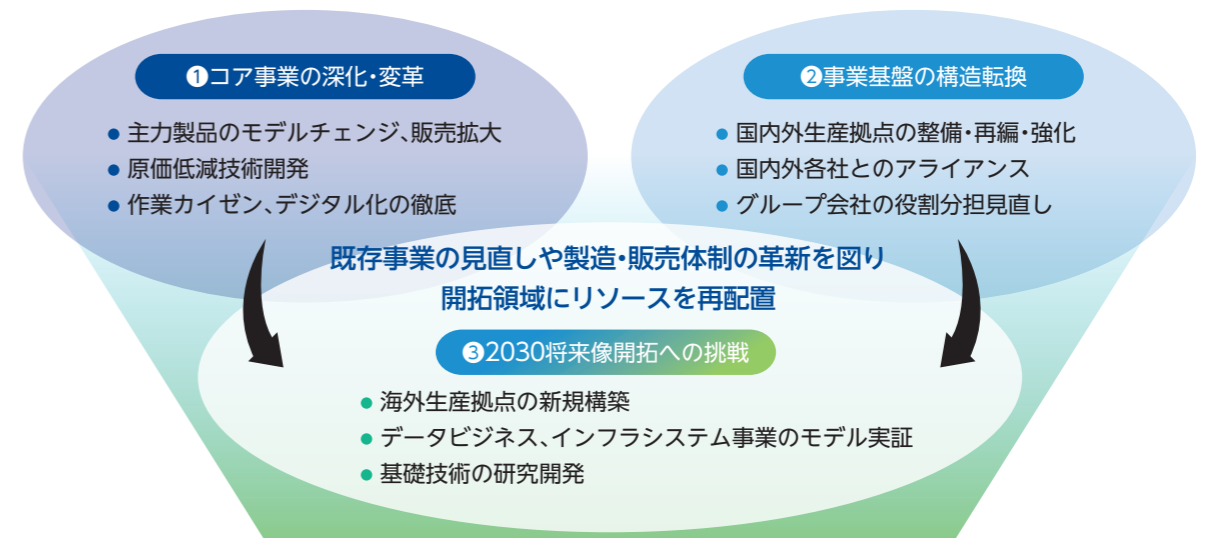 ❶コア事業の深化・変革
● 主力製品のモデルチェンジ、販売拡大
● 原価低減技術開発
● 作業カイゼン、デジタル化の徹底
❷事業基盤の構造転換
● 国内外生産拠点の整備・再編・強化
● 国内外各社とのアライアンス
● グループ会社の役割分担見直し
既存事業の見直しや製造・販売体制の革新を図り
開拓領域にリソースを再配置
❸2030将来像開拓への挑戦
● 海外生産拠点の新規構築
● データビジネス、インフラシステム事業のモデル実証
● 基礎技術の研究開発